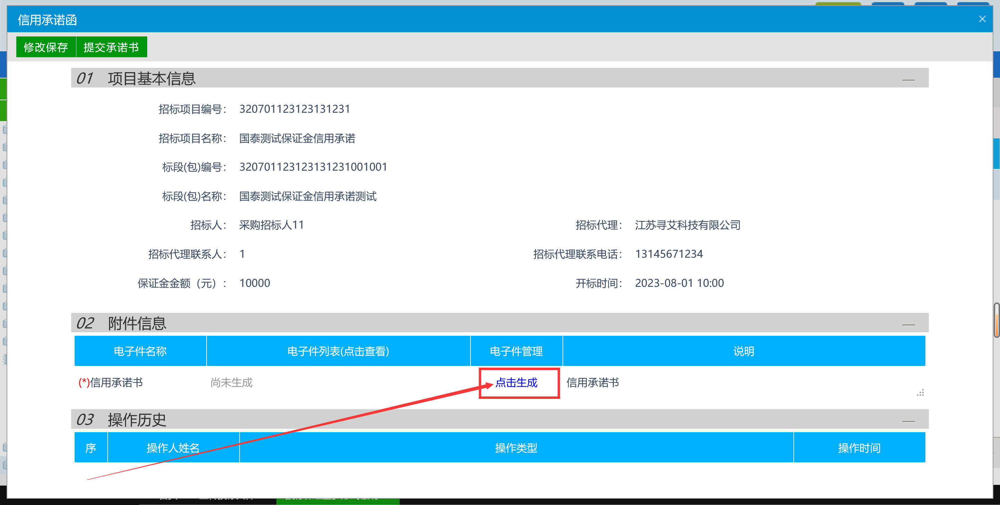 信用承诺函
修改保存 提交承诺书
01 项目基本信息
招标项目编号： 320701123123131231
招标项目名称： 国泰测试保证金信用承诺
标段(包)编号： 320701123123131231001001
标段(包)名称： 国泰测试保证金信用承诺测试
招标人： 采购招标人11 招标代理： 江苏寻艾科技有限公司
招标代理联系人： 1 招标代理联系电话： 13145671234
保证金金额（元）： 10000 开标时间： 2023-08-01 10:00
02 附件信息
电子件名称 电子件列表(点击查看) 电子件管理 说明
(*)信用承诺书 尚未生成 点击生成 信用承诺书
03 操作历史
序 操作人姓名 操作类型 操作时间